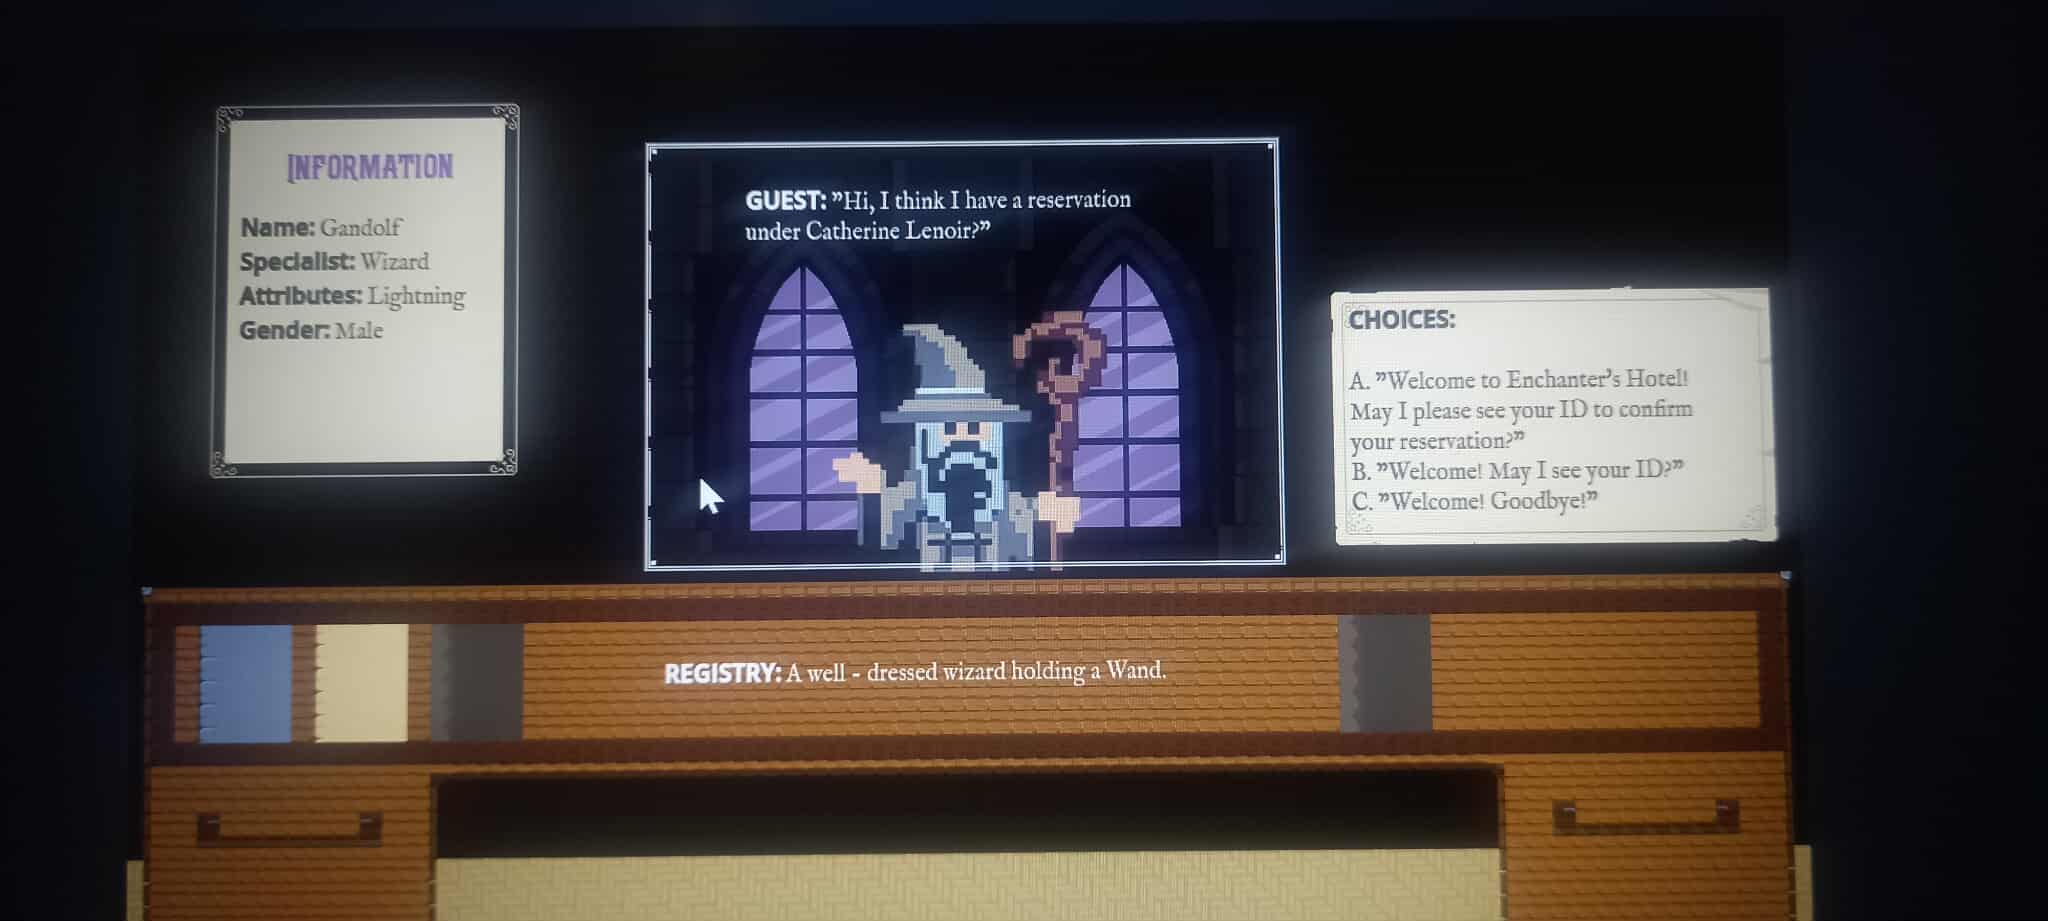 INFORMATION
Name: Gandolf
Specialist: Wizard
Attributes: Lightning
Gender: Male
GUEST: "Hi, I think I have a reservation
under Catherine Lenoir?"
CHOICES:
A. "Welcome to Enchanter's Hotel!
May I please see your ID to confirm
your reservation?"
B. "Welcome! May I see your ID?"
C. "Welcome! Goodbye!"
REGISTRY: A well - dressed wizard holding a Wand.